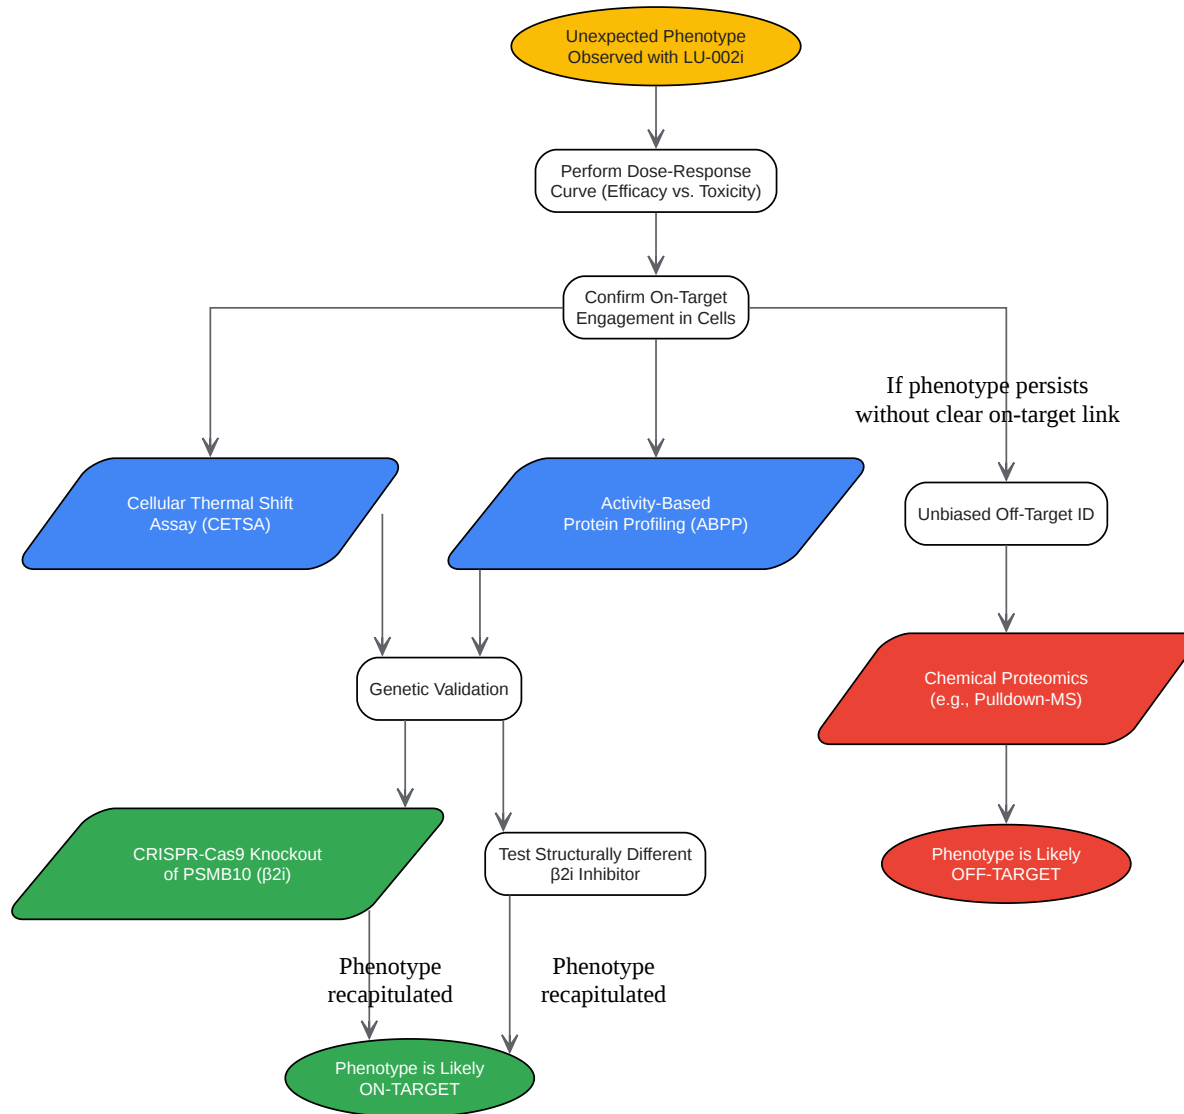 Unexpected Phenotype
Observed with LU-002i
Perform Dose-Response
Curve (Efficacy vs. Toxicity)
Confirm On-Target
Engagement in Cells
If phenotype persists
without clear on-target link
Cellular Thermal Shift
Assay (CETSA)
Activity-Based
Protein Profiling (ABPP)
Unbiased Off-Target ID
Genetic Validation
Chemical Proteomics
(e.g., Pulldown-MS)
CRISPR-Cas9 Knockout
of PSMB10 (β2i)
Test Structurally Different
β2i Inhibitor
Phenotype is Likely
OFF-TARGET
Phenotype
recapitulated
Phenotype
recapitulated
Phenotype is Likely
ON-TARGET